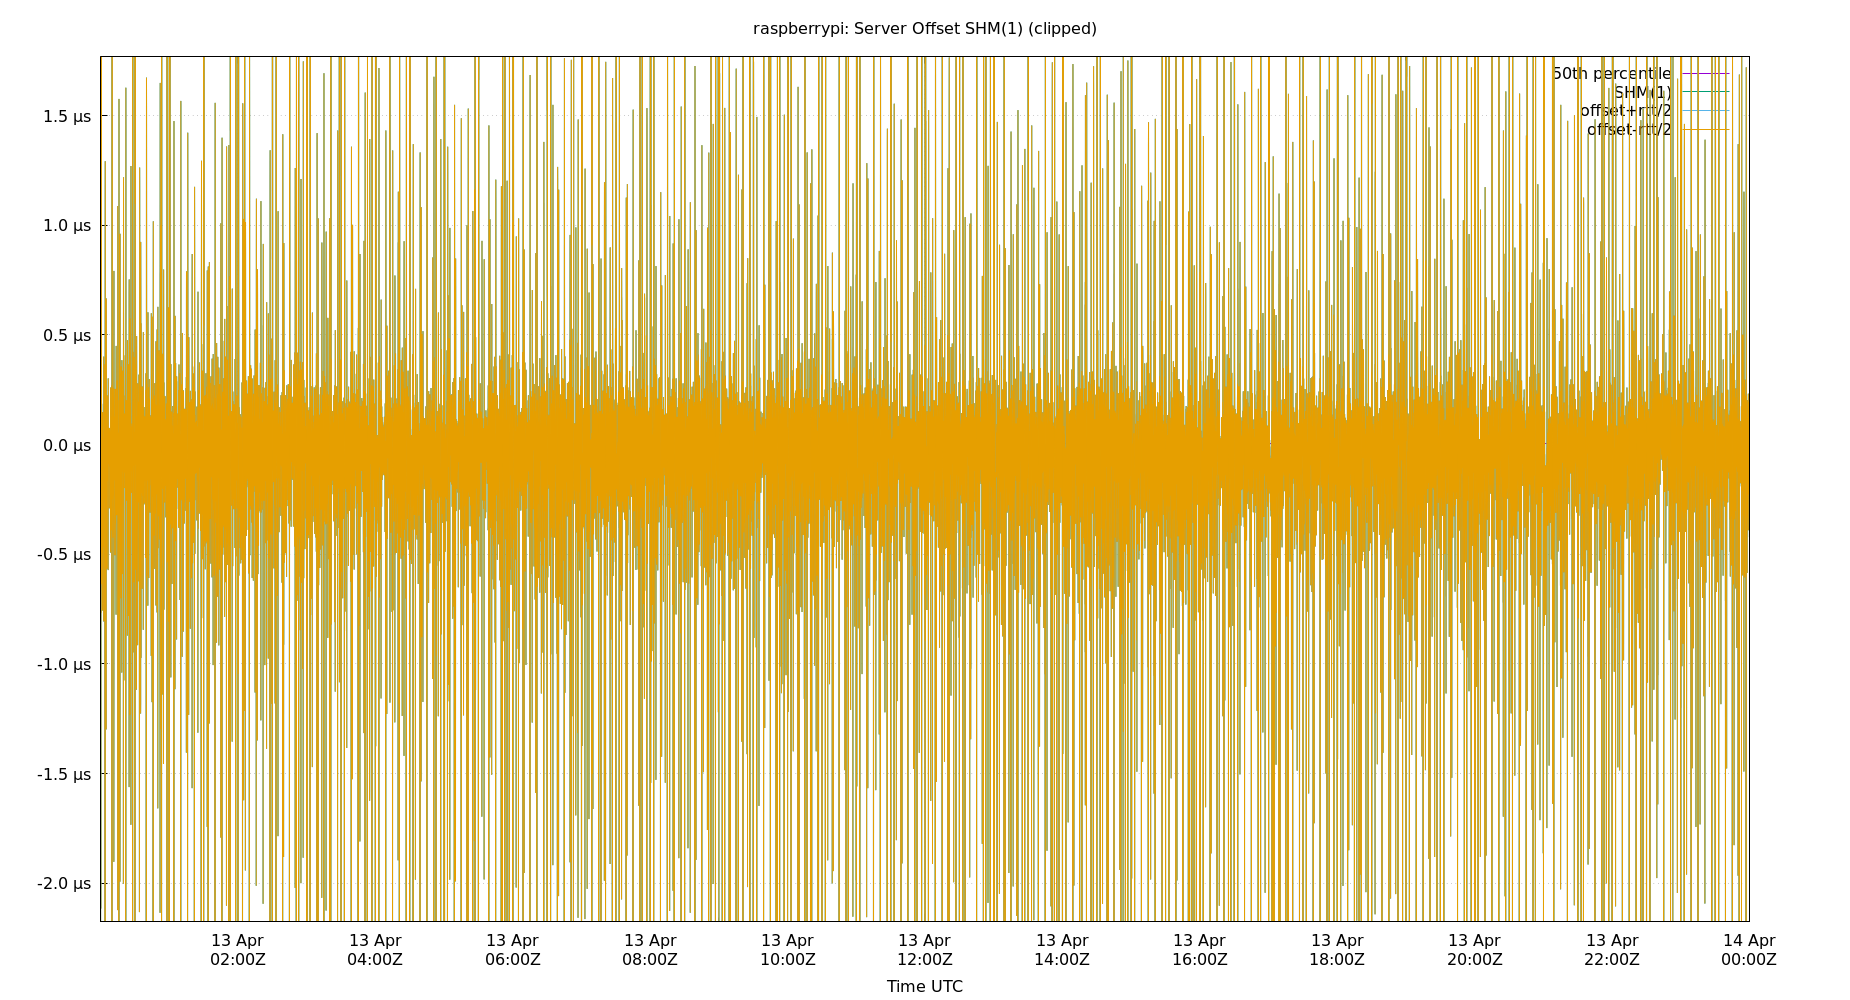 raspberrypi: Server Offset SHM(1) (clipped)
50th percentile
SHM(1)
offset+rtt/2
offset-rtt/2
1.5 µs
1.0 µs
0.5 µs
0.0 µs
-0.5 µs
-1.0 µs
-1.5 µs
-2.0 µs
13 Apr 13 Apr 13 Apr 13 Apr 13 Apr 13 Apr 13 Apr 13 Apr 13 Apr 13 Apr 13 Apr 14 Apr
02:00Z 04:00Z 06:00Z 08:00Z 10:00Z 12:00Z 14:00Z 16:00Z 18:00Z 20:00Z 22:00Z 00:00Z
Time UTC